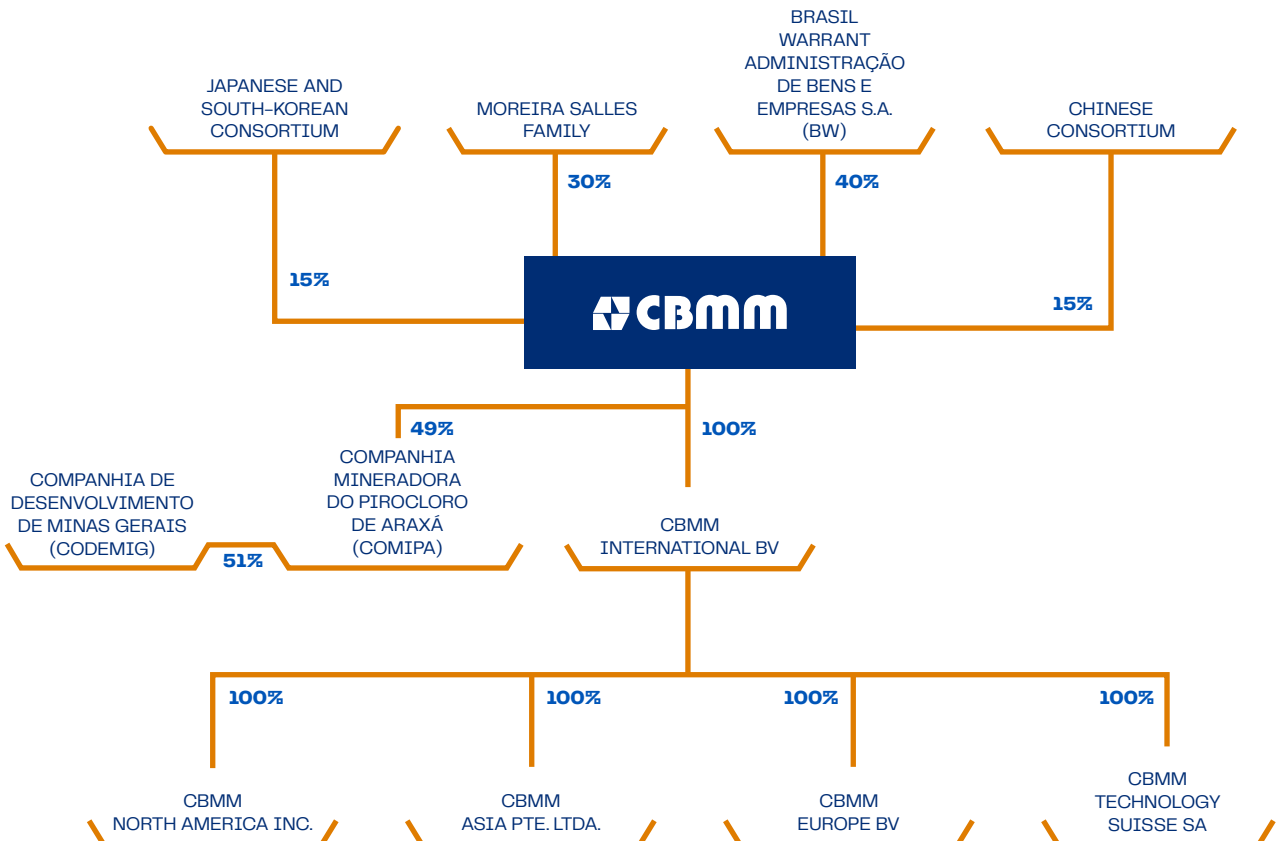 JAPANESE AND
SOUTH-KOREAN
CONSORTIUM
MOREIRA SALLES
FAMILY
BRASIL
WARRANT
ADMINISTRAÇÃO
DE BENS E
EMPRESAS S.A.
(BW)
CHINESE
CONSORTIUM
15%
30%
40%
15%
CBMM
49%
100%
COMPANHIA DE
DESENVOLVIMENTO
DE MINAS GERAIS
(CODEMIG)
51%
COMPANHIA
MINERADORA
DO PIROCLORO
DE ARAXÁ
(COMIPA)
CBMM
INTERNATIONAL BV
100%
100%
100%
100%
CBMM
NORTH AMERICA INC.
CBMM
ASIA PTE. LTDA.
CBMM
EUROPE BV
CBMM
TECHNOLOGY
SUISSE SA